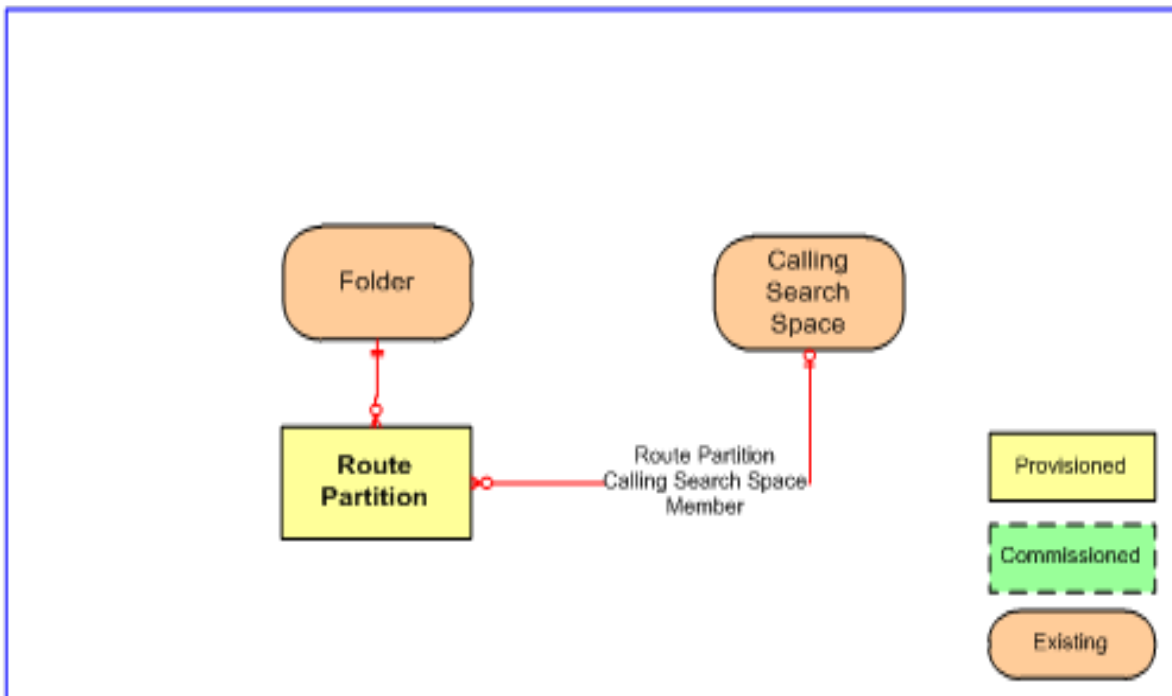 Folder
Calling
Search
Space
Route
Partition
Route Partition
Calling Search Space
Member
Provisioned
Commissioned
Existing